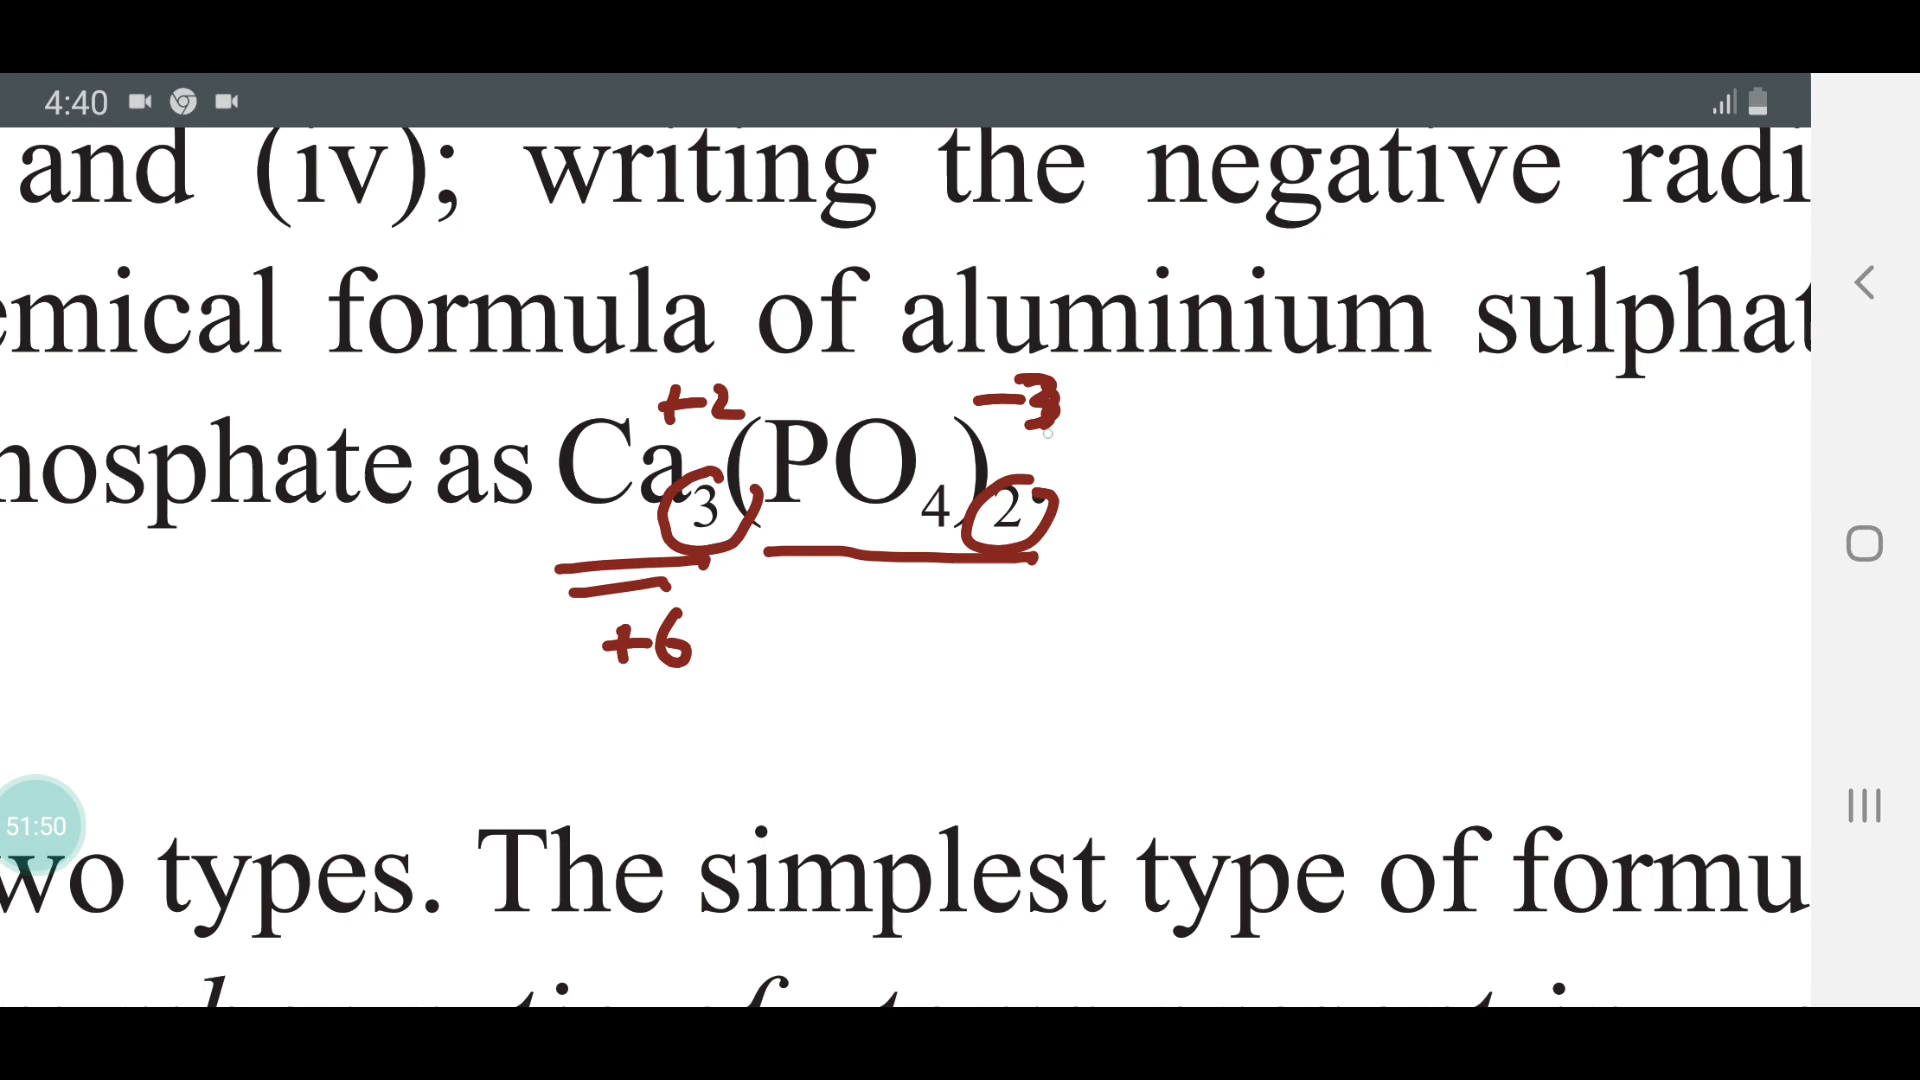 4:40
and (iv); writing the negative radi
emical formula of aluminium sulphat
+2 -3
hosphate as Ca3(PO4)2.
+6
51:50
wo types. The simplest type of formu